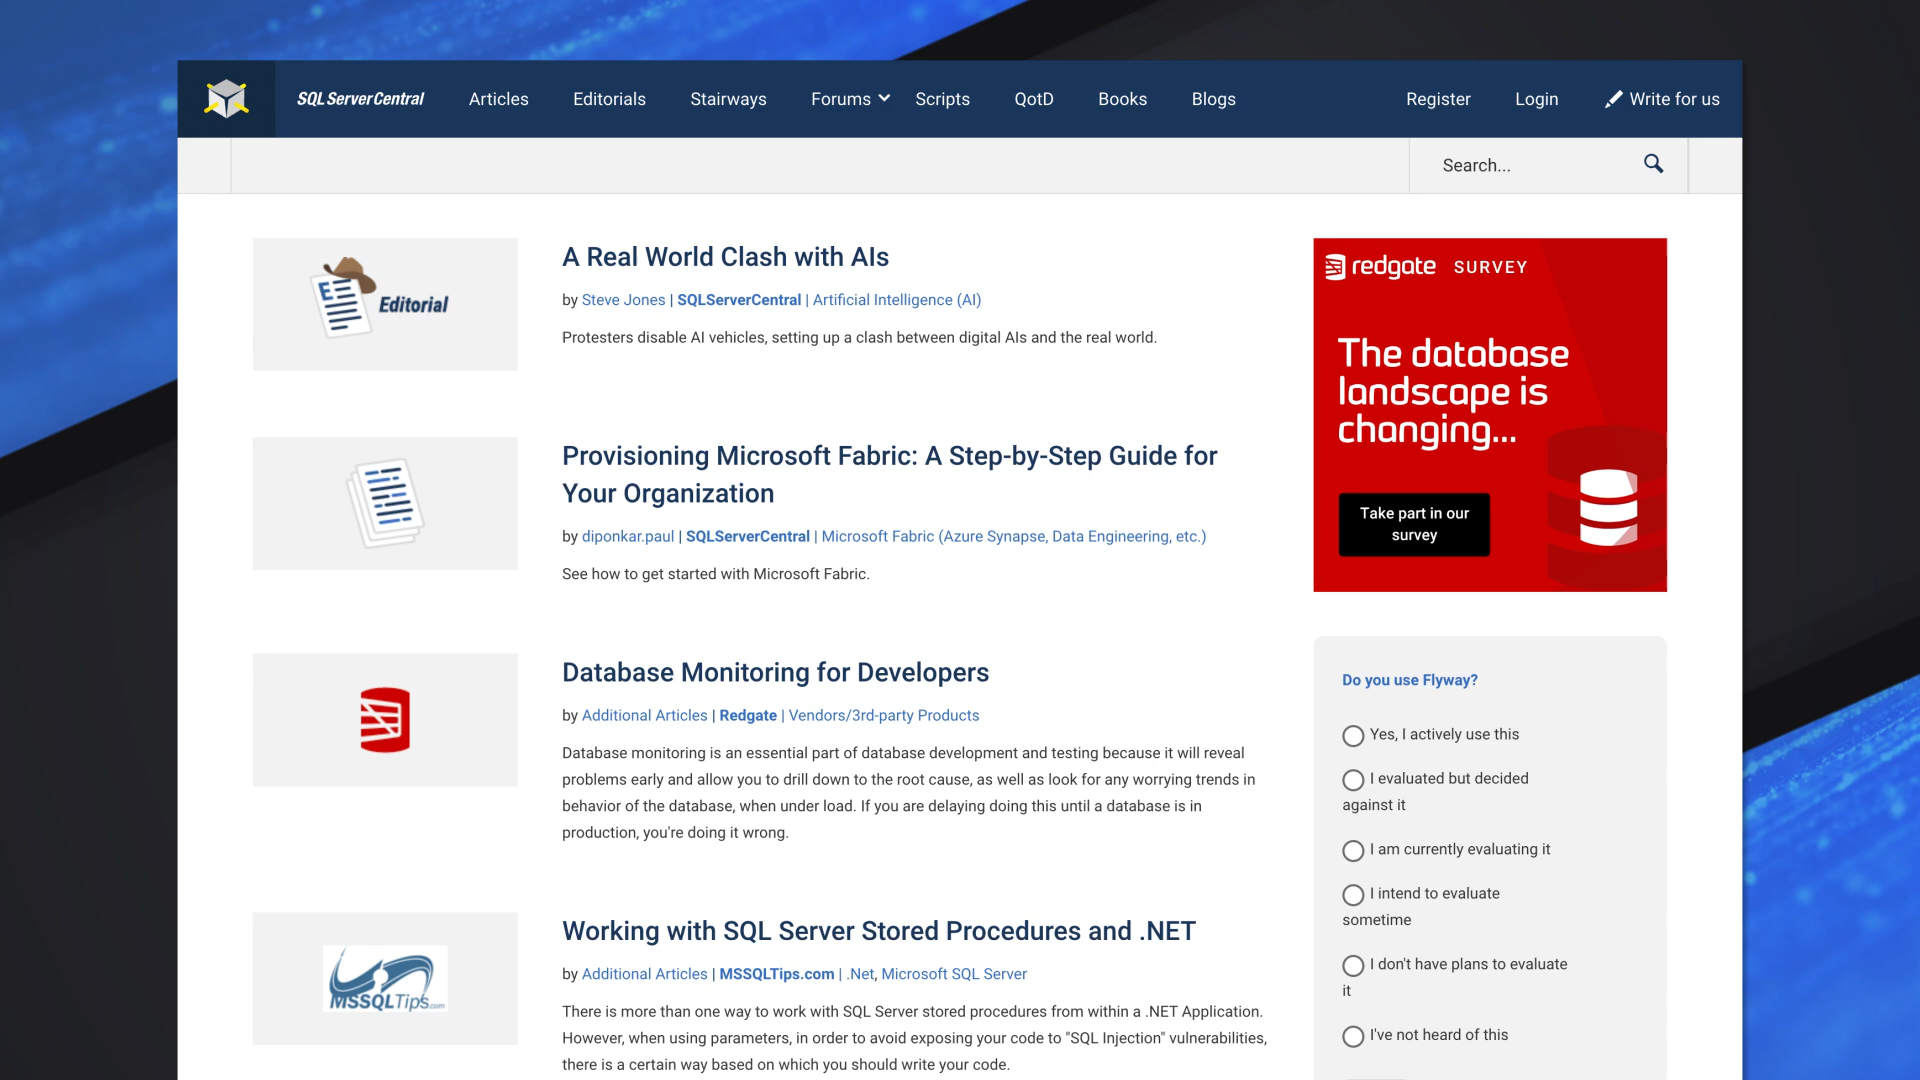 SQLServerCentral Articles Editorials Stairways Forums Scripts QotD Books Blogs Register Login Write for us
Search...
E
Editorial
A Real World Clash with AIs
by Steve Jones | SQLServerCentral | Artificial Intelligence (AI)
Protesters disable AI vehicles, setting up a clash between digital AIs and the real world.
Provisioning Microsoft Fabric: A Step-by-Step Guide for
Your Organization
by diponkar.paul | SQLServerCentral | Microsoft Fabric (Azure Synapse, Data Engineering, etc.)
See how to get started with Microsoft Fabric.
Database Monitoring for Developers
by Additional Articles | Redgate | Vendors/3rd-party Products
Database monitoring is an essential part of database development and testing because it will reveal
problems early and allow you to drill down to the root cause, as well as look for any worrying trends in
behavior of the database, when under load. If you are delaying doing this until a database is in
production, you're doing it wrong.
MSSQLTips.com
Working with SQL Server Stored Procedures and .NET
by Additional Articles | MSSQLTips.com | .Net, Microsoft SQL Server
There is more than one way to work with SQL Server stored procedures from within a .NET Application.
However, when using parameters, in order to avoid exposing your code to "SQL Injection" vulnerabilities,
there is a certain way based on which you should write your code.
redgate SURVEY
The database
landscape is
changing...
Take part in our
survey
Do you use Flyway?
Yes, I actively use this
I evaluated but decided
against it
I am currently evaluating it
I intend to evaluate
sometime
I don't have plans to evaluate
it
I've not heard of this